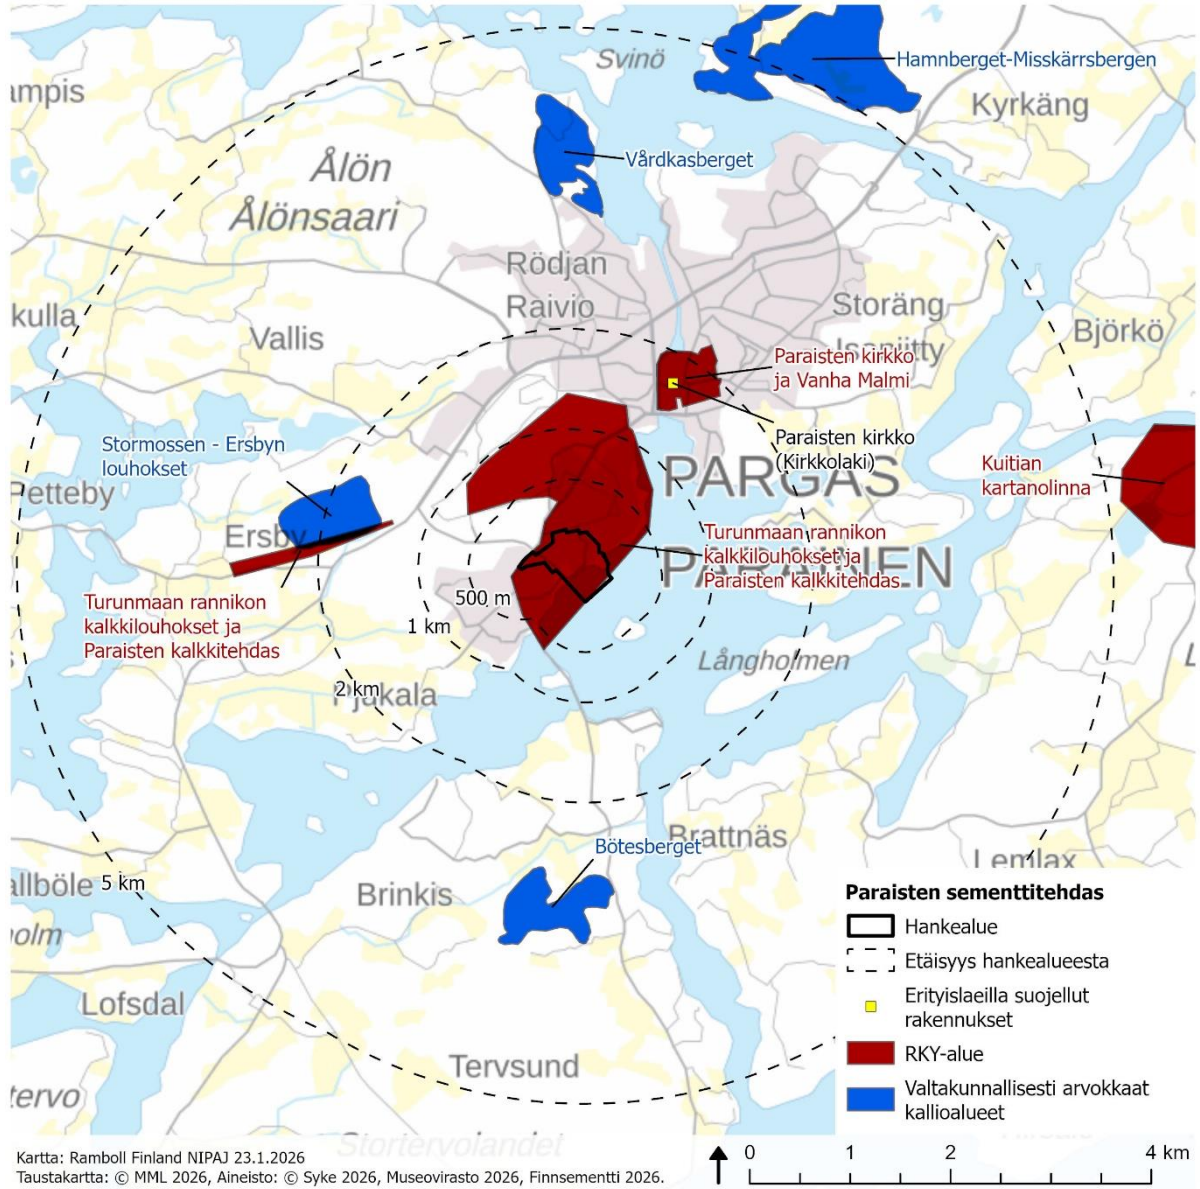 Svinö
Hamnberget-Misskärrsbergen
ampis
Kyrkäng
Vårdkasberget
Ålön
Ålönsaari
Rödjan
Raivio
Storäng
kulla
Vallis
Björkö
Isoniitty
Paraisten kirkko
ja Vanha Malmi
Paraisten kirkko
(Kirkkolaki)
Stormossen - Ersbyn
louhokset
PARGAS
Kuitian
kartanolinna
Petteby
Ersby
Turunmaan rannikon
kalkkilouhokset ja
Paraisten kalkkitehdas
PARAINEN
500 m
Turunmaan rannikon
kalkkilouhokset ja
Paraisten kalkkitehdas
1 km
Långholmen
2 km
Pjukala
Bötesberget
Brattnäs
Lemlax
allböle
5 km
Brinkis
olm
Lofsdal
Tervsund
tervo
Stortervolandet
Paraisten sementtitehdas
Hankealue
Etäisyys hankealueesta
Erityislaeilla suojellut
rakennukset
RKY-alue
Valtakunnallisesti arvokkaat
kallioalueet
Kartta: Ramboll Finland NIPAJ 23.1.2026
Taustakartta: © MML 2026, Aineisto: © Syke 2026, Museovirasto 2026, Finnsementti 2026.
0 1 2 4 km